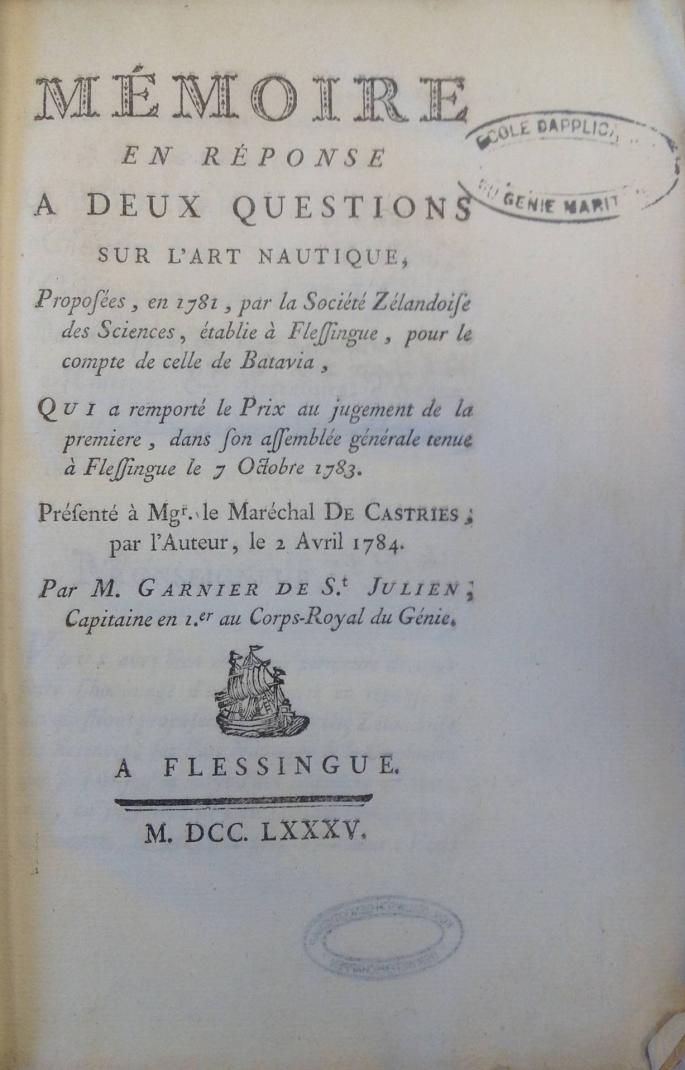 MÉMOIRE
EN RÉPONSE
A DEUX QUESTIONS
SUR L'ART NAUTIQUE,
Propoſées, en 1781, par la Société Zélandoiſe
des Sciences, établie à Fleſſingue, pour le
compte de celle de Batavia,
QUI a remporté le Prix au jugement de la
premiere, dans ſon aſſemblée générale tenue
à Fleſſingue le 7 Octobre 1783.
Préſenté à Mgr. le Maréchal DE CASTRIES;
par l'Auteur, le 2 Avril 1784.
Par M. GARNIER DE S.t JULIEN;
Capitaine en 1.er au Corps-Royal du Génie.
A FLESSINGUE.
M. DCC. LXXXV.
ECOLE D'APPLICA
DU GENIE MARIT